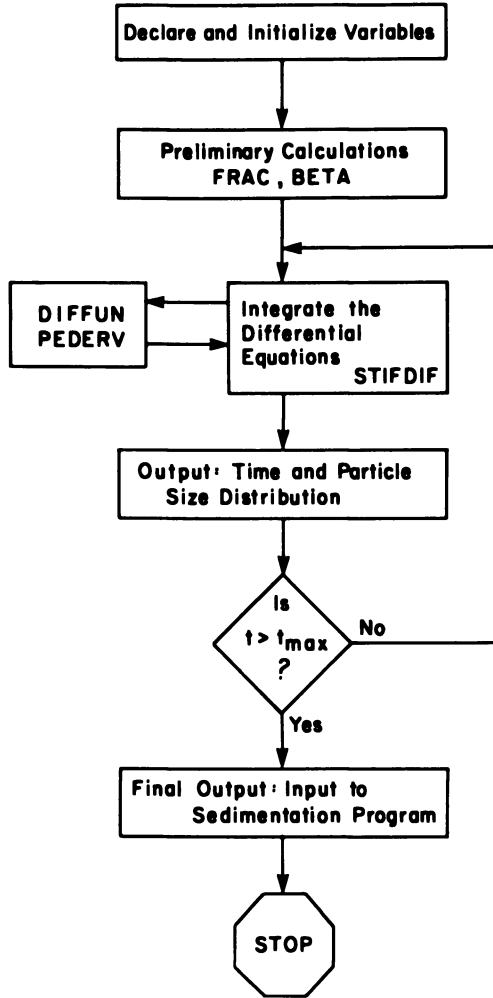 Declare and Initialize Variables
Preliminary Calculations
FRAC, BETA
DIFFUN
PEDERV
Integrate the
Differential
Equations
STIFDIF
Output: Time and Particle
Size Distribution
Is
t > tmax
?
No
Yes
Final Output: Input to
Sedimentation Program
STOP